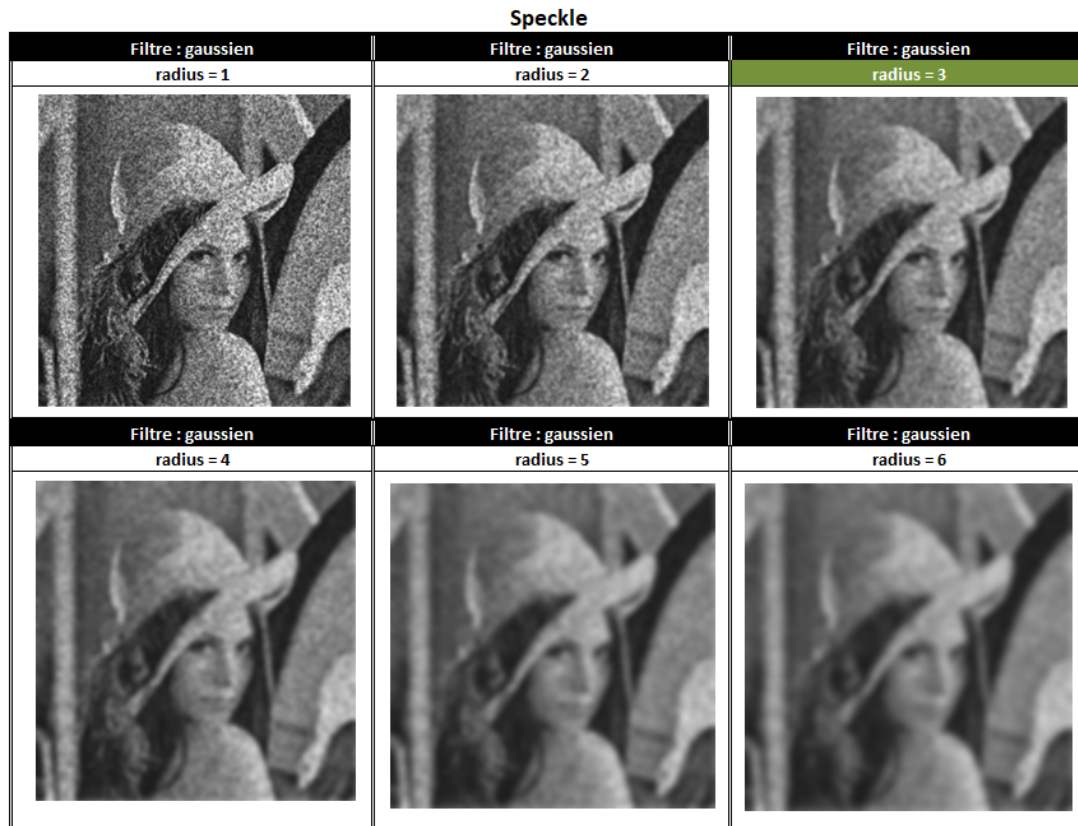 Speckle
Filtre : gaussien
Filtre : gaussien
Filtre : gaussien
radius = 1
radius = 2
radius = 3
Filtre : gaussien
Filtre : gaussien
Filtre : gaussien
radius = 4
radius = 5
radius = 6